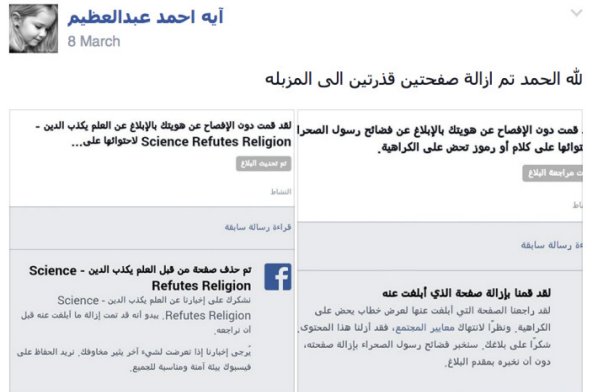 آيه احمد عبدالعظيم
8 March
لله الحمد تم ازالة صفحتين قذرتين الى المزبله
قمت دون الإفصاح عن هويتك بالإبلاغ عن فضائح رسول الصحرا
توائها على كلام أو رموز تحض على الكراهية.
ت مراجعة البلاغ
ءة رسالة سابقة
لقد قمنا بإزالة صفحة الذي أبلغت عنه
لقد راجعنا الصفحة التي أبلغت عنها لعرض خطاب يحض على
الكراهية. ونظرًا لانتهاك معايير المجتمع، فقد أزلنا هذا المحتوى.
شكرًا على بلاغك. ستخبر فضائح رسول الصحراء بإزالة صفحته،
دون أن نخبره بمقدم البلاغ.
لقد قمت دون الإفصاح عن هويتك بالإبلاغ عن العلم يكذب الدين -
Science Refutes Religion لاحتوائها على...
تم تحديث البلاغ
النشاط
قراءة رسالة سابقة
تم حذف صفحة من قبل العلم يكذب الدين - Science
Refutes Religion
نشكرك على إخبارنا عن العلم يكذب الدين - Science
Refutes Religion. يبدو أنه قد تمت إزالة ما أبلغت عنه قبل
أن نراجعه.
يُرجى إخبارنا إذا تعرضت لشيء آخر يثير مخاوفك. نريد الحفاظ على
فيسبوك بيئة آمنة ومناسبة للجميع.